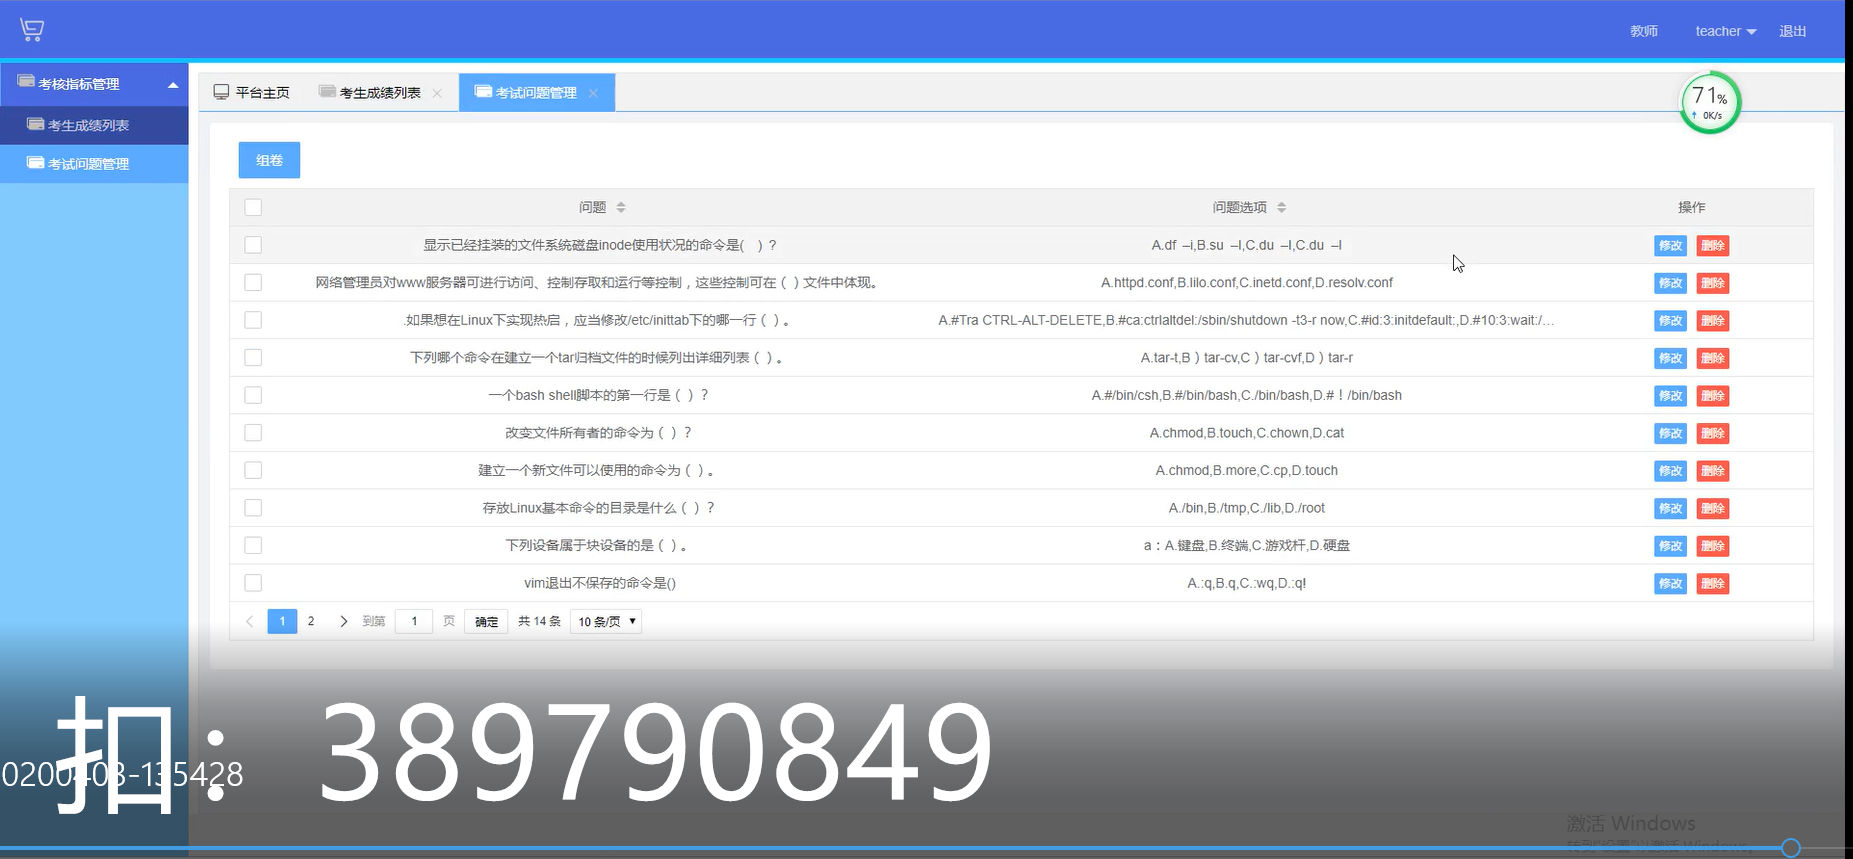 教师 teacher 退出
考核指标管理
考生成绩列表
考试问题管理
平台主页 考生成绩列表 考试问题管理
71%
0K/s
组卷
问题 问题选项 操作
显示已经挂装的文件系统磁盘inode使用状况的命令是( ) ? A.df –i,B.su –l,C.du –l,C.du –l 修改 删除
网络管理员对www服务器可进行访问、控制存取和运行等控制，这些控制可在（ ）文件中体现。 A.httpd.conf,B.lilo.conf,C.inetd.conf,D.resolv.conf 修改 删除
.如果想在Linux下实现热启，应当修改/etc/inittab下的哪一行（ ）。 A.#Tra CTRL-ALT-DELETE,B.#ca:ctrlaltdel:/sbin/shutdown -t3-r now,C.#id:3:initdefault:,D.#10:3:wait:/... 修改 删除
下列哪个命令在建立一个tar归档文件的时候列出详细列表（ ）。 A.tar-t,B）tar-cv,C）tar-cvf,D）tar-r 修改 删除
一个bash shell脚本的第一行是（ ）？ A.#/bin/csh,B.#/bin/bash,C./bin/bash,D.#！/bin/bash 修改 删除
改变文件所有者的命令为（ ）？ A.chmod,B.touch,C.chown,D.cat 修改 删除
建立一个新文件可以使用的命令为（ ）。 A.chmod,B.more,C.cp,D.touch 修改 删除
存放Linux基本命令的目录是什么（ ）？ A./bin,B./tmp,C./lib,D./root 修改 删除
下列设备属于块设备的是（ ）。 a：A.键盘,B.终端,C.游戏杆,D.硬盘 修改 删除
vim退出不保存的命令是() A.:q,B.q,C.:wq,D.:q! 修改 删除
1 2 到第 1 页 确定 共 14 条 10 条/页
扣：389790849
0200403-135428
激活 Windows
转到"设置"以激活 Windows。